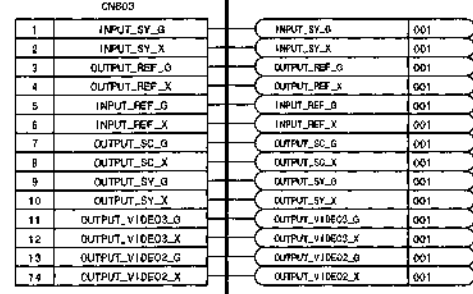 CNB03
1 INPUT_SY_G INPUT_SY_G 001
2 INPUT_SY_X INPUT_SY_X 001
3 OUTPUT_REF_G OUTPUT_REF_G 001
4 OUTPUT_REF_X OUTPUT_REF_X 001
5 INPUT_REF_G INPUT_REF_G 001
6 INPUT_REF_X INPUT_REF_X 001
7 OUTPUT_SC_G OUTPUT_SC_G 001
8 OUTPUT_SC_X OUTPUT_SC_X 001
9 OUTPUT_SY_G OUTPUT_SY_G 001
10 OUTPUT_SY_X OUTPUT_SY_X 001
11 OUTPUT_VIDEO3_G OUTPUT_VIDEO3_G 001
12 OUTPUT_VIDEO3_X OUTPUT_VIDEO3_X 001
13 OUTPUT_VIDEO2_G OUTPUT_VIDEO2_G 001
14 OUTPUT_VIDEO2_X OUTPUT_VIDEO2_X 001